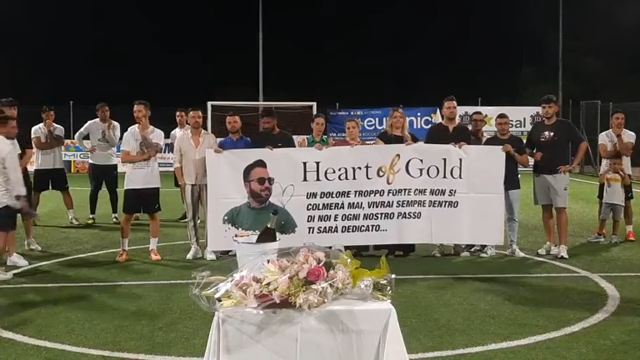 Heart of Gold
UN DOLORE TROPPO FORTE CHE NON SI
COLMERÀ MAI, VIVRAI SEMPRE DENTRO
DI NOI E OGNI NOSTRO PASSO
TI SARÀ DEDICATO...